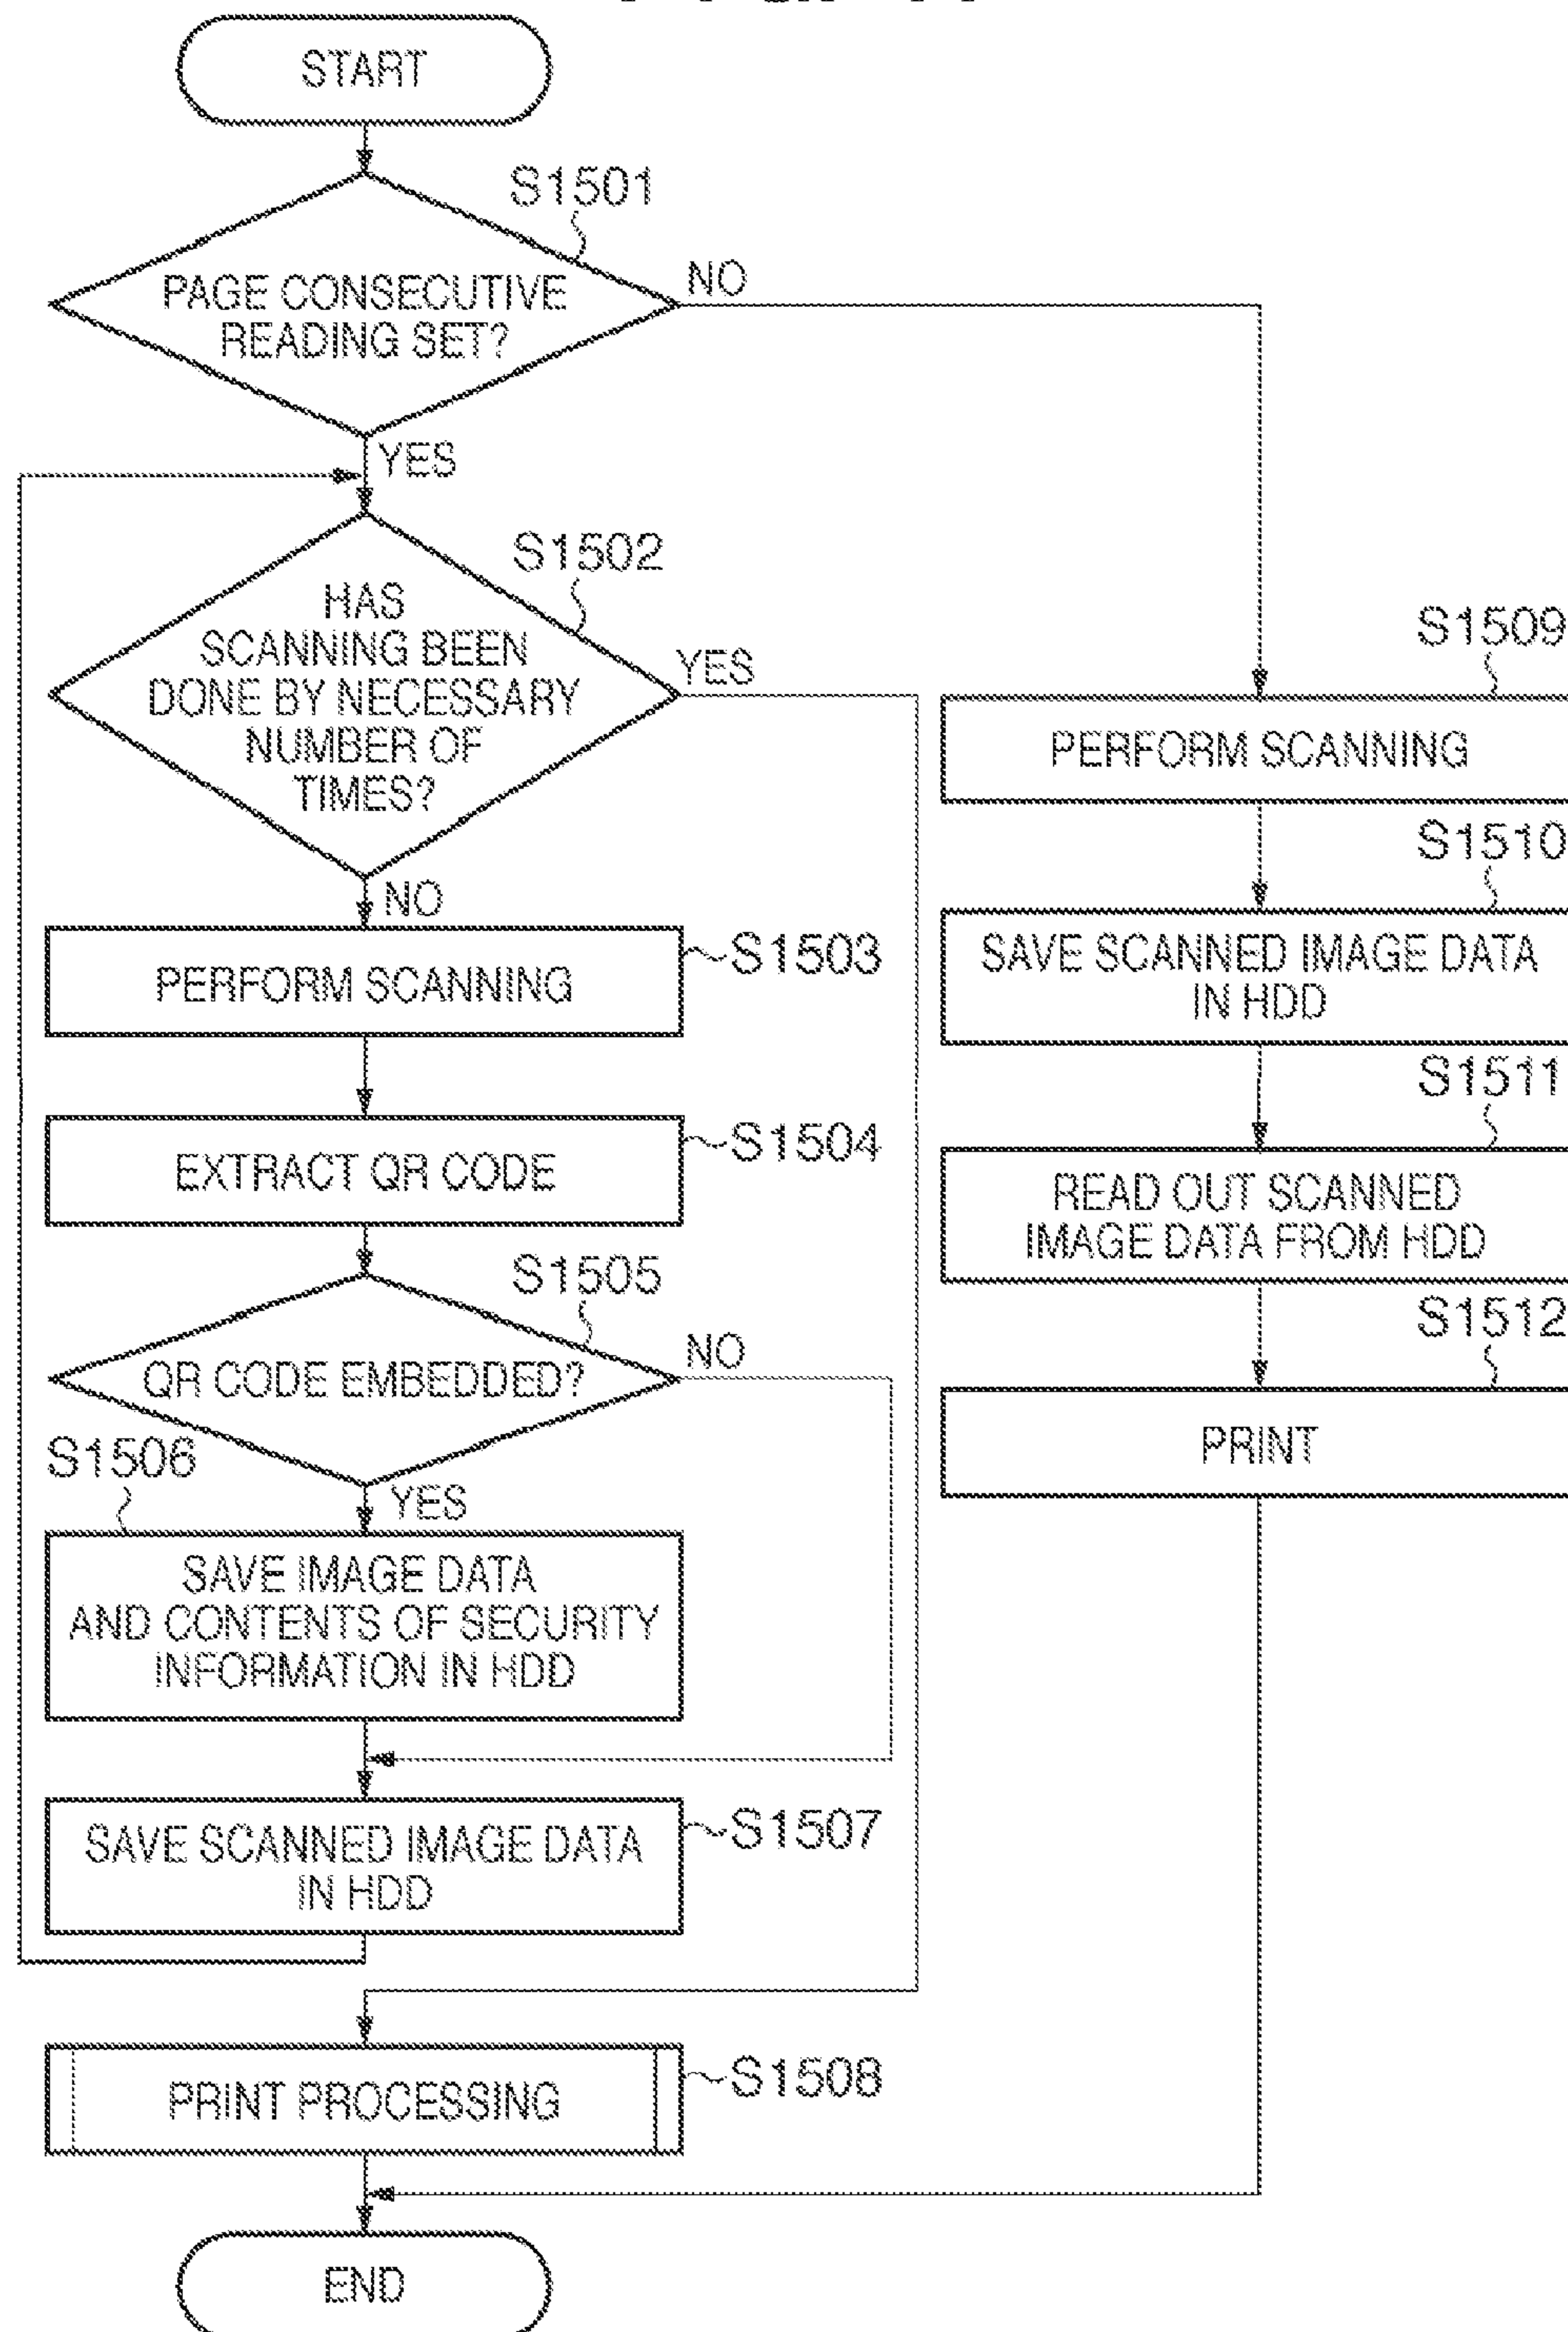 START
S1501
PAGE CONSECUTIVE
READING SET?
NO
YES
S1502
HAS
SCANNING BEEN
DONE BY NECESSARY
NUMBER OF
TIMES?
YES
NO
S1503
PERFORM SCANNING
S1504
EXTRACT QR CODE
S1505
QR CODE EMBEDDED?
NO
YES
S1506
SAVE IMAGE DATA
AND CONTENTS OF SECURITY
INFORMATION IN HDD
S1507
SAVE SCANNED IMAGE DATA
IN HDD
S1508
PRINT PROCESSING
END
S1509
PERFORM SCANNING
S1510
SAVE SCANNED IMAGE DATA
IN HDD
S1511
READ OUT SCANNED
IMAGE DATA FROM HDD
S1512
PRINT